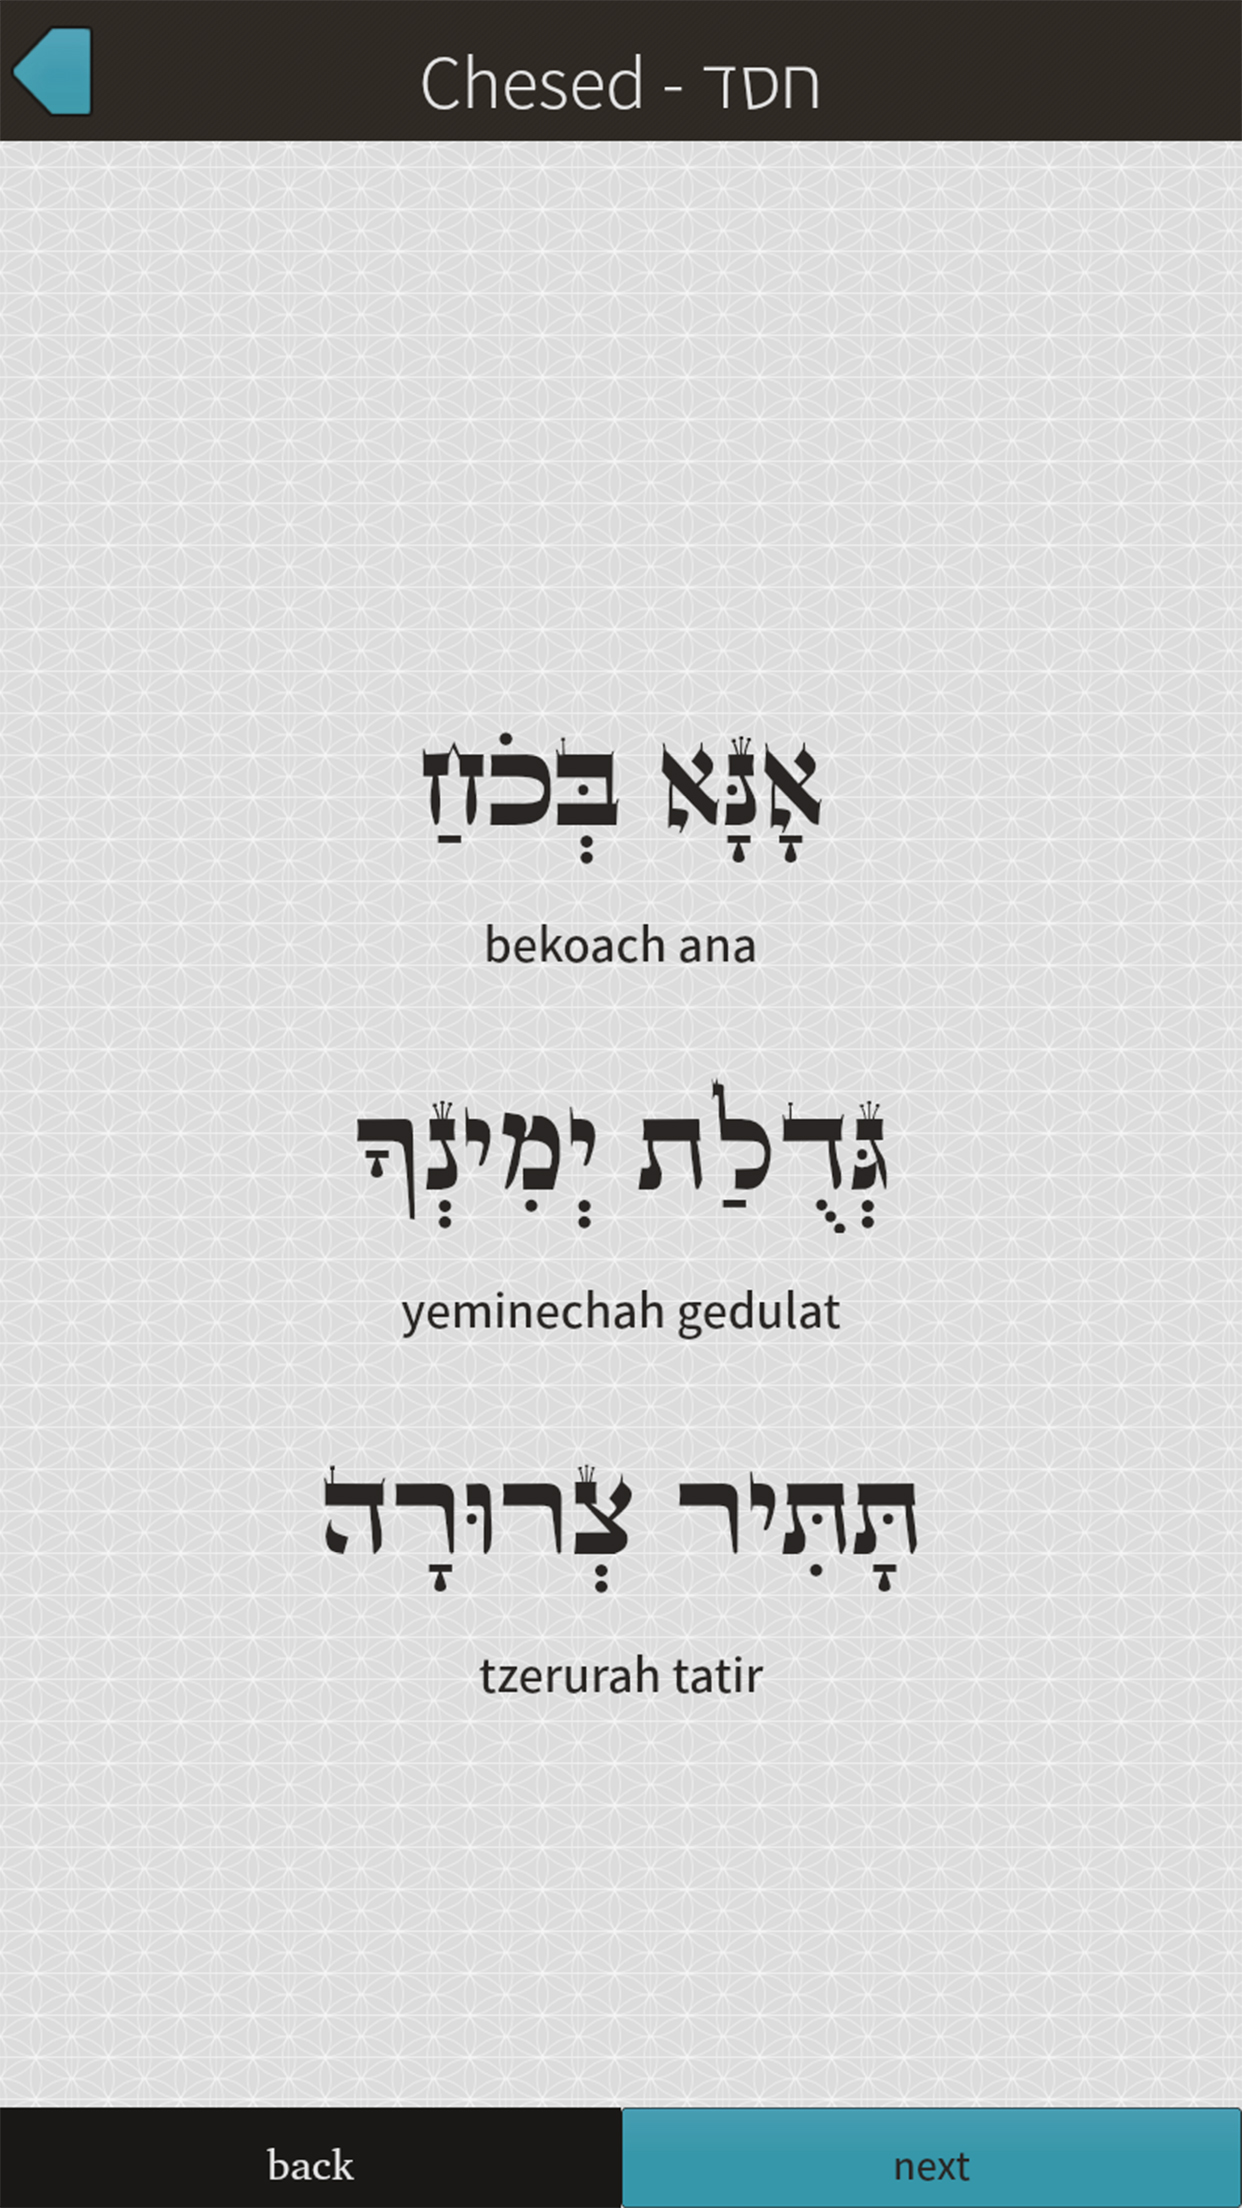 Chesed - חסד
אָנָּא בְּכֹחַ
bekoach ana
גְּדֻלַת יְמִינְךָ
yeminechah gedulat
תָּתִּיר צְרוּרָה
tzerurah tatir
back next